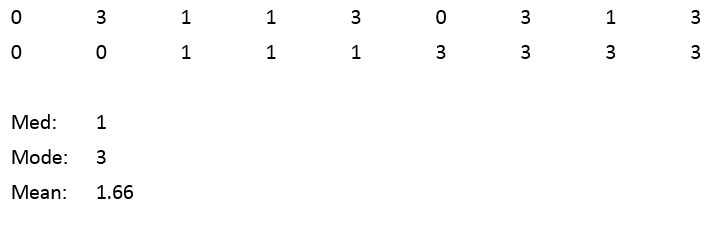 0 3 1 1 3 0 3 1 3
0 0 1 1 1 3 3 3 3
Med: 1
Mode: 3
Mean: 1.66